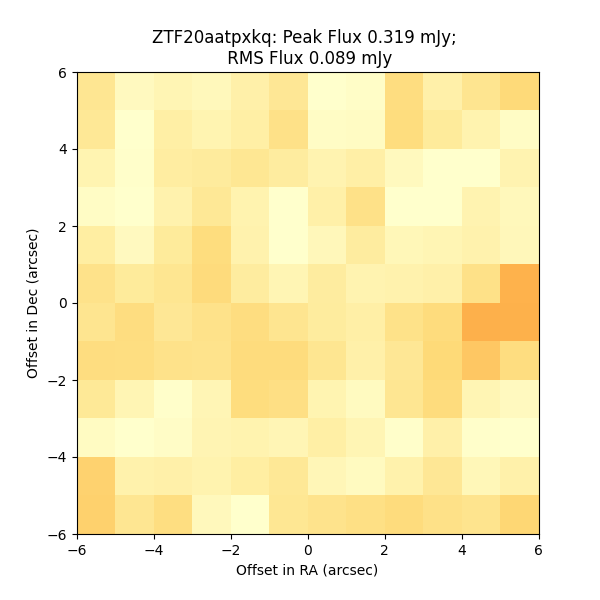 ZTF20aatpxkq: Peak Flux 0.319 mJy;
RMS Flux 0.089 mJy
6
4
2
0
−2
−4
−6
Offset in Dec (arcsec)
−6 −4 −2 0 2 4 6
Offset in RA (arcsec)